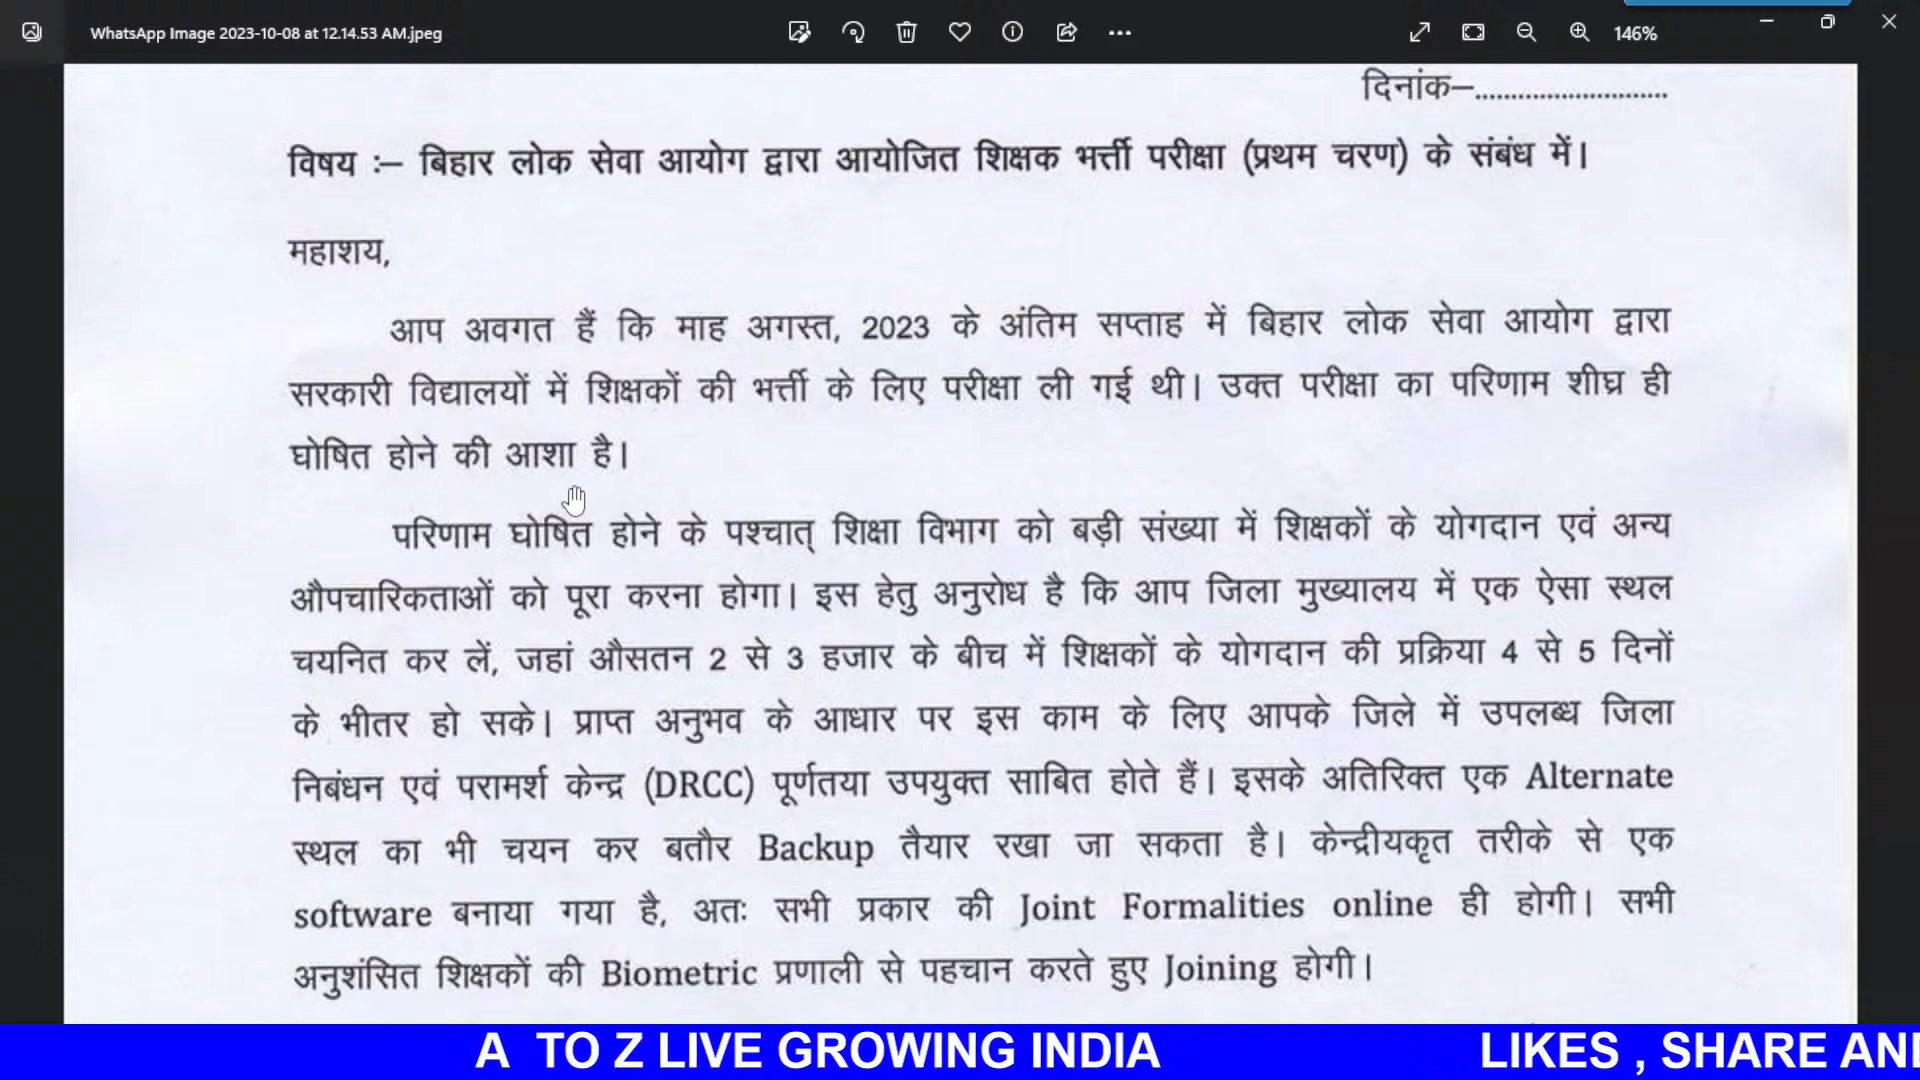 WhatsApp Image 2023-10-08 at 12.14.53 AM.jpeg
146%
दिनांक–...........................
विषय :– बिहार लोक सेवा आयोग द्वारा आयोजित शिक्षक भर्त्ती परीक्षा (प्रथम चरण) के संबंध में।
महाशय,
आप अवगत हैं कि माह अगस्त, 2023 के अंतिम सप्ताह में बिहार लोक सेवा आयोग द्वारा
सरकारी विद्यालयों में शिक्षकों की भर्त्ती के लिए परीक्षा ली गई थी। उक्त परीक्षा का परिणाम शीघ्र ही
घोषित होने की आशा है।
परिणाम घोषित होने के पश्चात् शिक्षा विभाग को बड़ी संख्या में शिक्षकों के योगदान एवं अन्य
औपचारिकताओं को पूरा करना होगा। इस हेतु अनुरोध है कि आप जिला मुख्यालय में एक ऐसा स्थल
चयनित कर लें, जहां औसतन 2 से 3 हजार के बीच में शिक्षकों के योगदान की प्रक्रिया 4 से 5 दिनों
के भीतर हो सके। प्राप्त अनुभव के आधार पर इस काम के लिए आपके जिले में उपलब्ध जिला
निबंधन एवं परामर्श केन्द्र (DRCC) पूर्णतया उपयुक्त साबित होते हैं। इसके अतिरिक्त एक Alternate
स्थल का भी चयन कर बतौर Backup तैयार रखा जा सकता है। केन्द्रीयकृत तरीके से एक
software बनाया गया है, अतः सभी प्रकार की Joint Formalities online ही होगी। सभी
अनुशंसित शिक्षकों की Biometric प्रणाली से पहचान करते हुए Joining होगी।
A TO Z LIVE GROWING INDIA
LIKES , SHARE AN